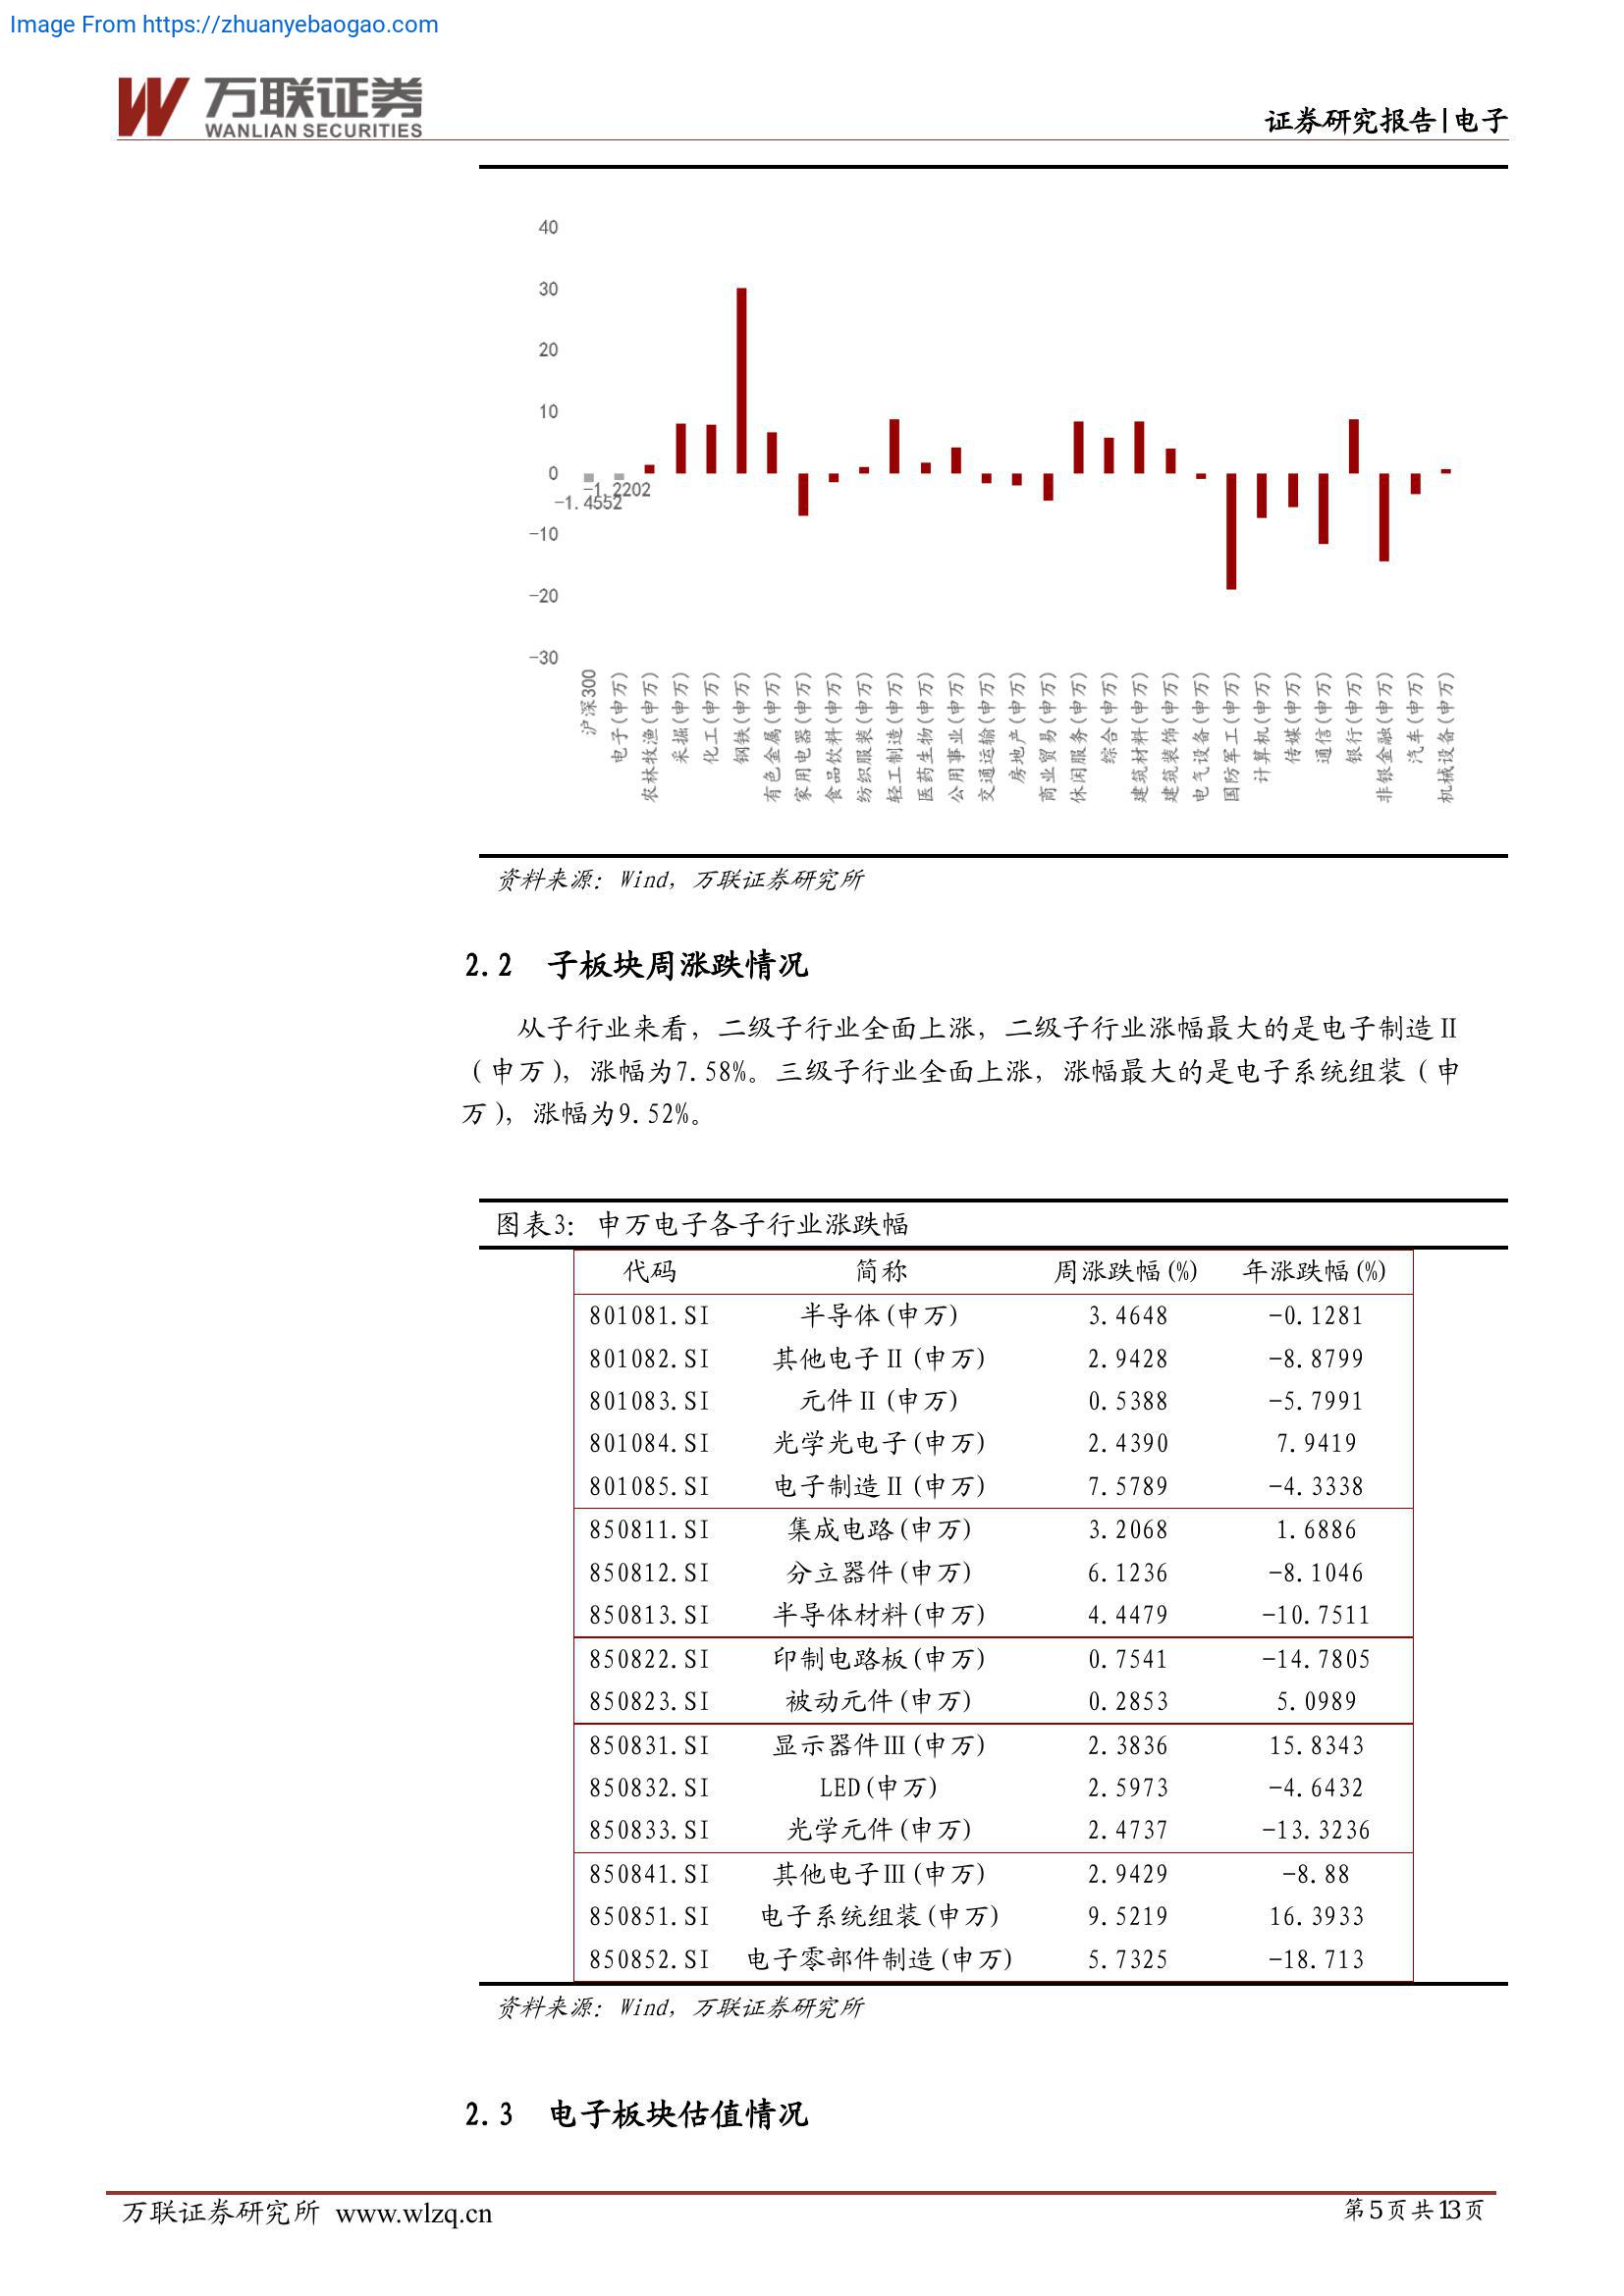 Image From https://zhuanyebaogao.com
万联证券
WANLIAN SECURITIES
证券研究报告|电子
40
30
20
10
0
-10
-20
-30
-1.2202
-1.4552
沪深300
电子(申万)
农林牧渔(申万)
采掘(申万)
化工(申万)
钢铁(申万)
有色金属(申万)
家用电器(申万)
食品饮料(申万)
纺织服装(申万)
轻工制造(申万)
医药生物(申万)
公用事业(申万)
交通运输(申万)
房地产(申万)
商业贸易(申万)
休闲服务(申万)
综合(申万)
建筑材料(申万)
建筑装饰(申万)
电气设备(申万)
国防军工(申万)
计算机(申万)
传媒(申万)
通信(申万)
银行(申万)
非银金融(申万)
汽车(申万)
机械设备(申万)
资料来源：Wind，万联证券研究所
2.2 子板块周涨跌情况
从子行业来看，二级子行业全面上涨，二级子行业涨幅最大的是电子制造Ⅱ
（申万），涨幅为7.58%。三级子行业全面上涨，涨幅最大的是电子系统组装（申
万），涨幅为9.52%。
图表3：申万电子各子行业涨跌幅
代码 简称 周涨跌幅(%) 年涨跌幅(%)
801081.SI 半导体(申万) 3.4648 -0.1281
801082.SI 其他电子Ⅱ(申万) 2.9428 -8.8799
801083.SI 元件Ⅱ(申万) 0.5388 -5.7991
801084.SI 光学光电子(申万) 2.4390 7.9419
801085.SI 电子制造Ⅱ(申万) 7.5789 -4.3338
850811.SI 集成电路(申万) 3.2068 1.6886
850812.SI 分立器件(申万) 6.1236 -8.1046
850813.SI 半导体材料(申万) 4.4479 -10.7511
850822.SI 印制电路板(申万) 0.7541 -14.7805
850823.SI 被动元件(申万) 0.2853 5.0989
850831.SI 显示器件Ⅲ(申万) 2.3836 15.8343
850832.SI LED(申万) 2.5973 -4.6432
850833.SI 光学元件(申万) 2.4737 -13.3236
850841.SI 其他电子Ⅲ(申万) 2.9429 -8.88
850851.SI 电子系统组装(申万) 9.5219 16.3933
850852.SI 电子零部件制造(申万) 5.7325 -18.713
资料来源：Wind，万联证券研究所
2.3 电子板块估值情况
万联证券研究所 www.wlzq.cn
第5页共13页